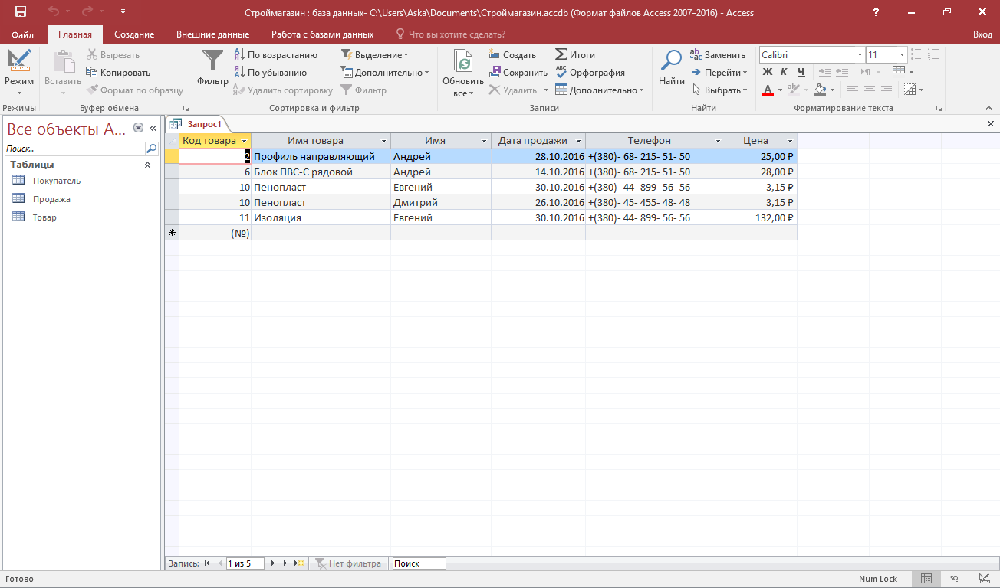 Строймагазин : база данных- C:\Users\Aska\Documents\Строймагазин.accdb (Формат файлов Access 2007–2016) - Access
Файл Главная Создание Внешние данные Работа с базами данных Что вы хотите сделать? Вход
Режим
Режимы
Вставить
Вырезать
Копировать
Формат по образцу
Буфер обмена
Фильтр
По возрастанию
По убыванию
Удалить сортировку
Выделение
Дополнительно
Фильтр
Сортировка и фильтр
Обновить
все
Создать
Сохранить
Удалить
Итоги
Орфография
Дополнительно
Записи
Найти
Заменить
Перейти
Выбрать
Найти
Calibri 11
Ж К Ч
Форматирование текста
Все объекты A...
Поиск...
Таблицы
Покупатель
Продажа
Товар
Запрос1
Код товара Имя товара Имя Дата продажи Телефон Цена
2 Профиль направляющий Андрей 28.10.2016 +(380)- 68- 215- 51- 50 25,00 ₽
6 Блок ПВС-С рядовой Андрей 14.10.2016 +(380)- 68- 215- 51- 50 28,00 ₽
10 Пенопласт Евгений 30.10.2016 +(380)- 44- 899- 56- 56 3,15 ₽
10 Пенопласт Дмитрий 26.10.2016 +(380)- 45- 455- 48- 48 3,15 ₽
11 Изоляция Евгений 30.10.2016 +(380)- 44- 899- 56- 56 132,00 ₽
(№)
Запись: 1 из 5 Нет фильтра Поиск
Готово Num Lock SQL